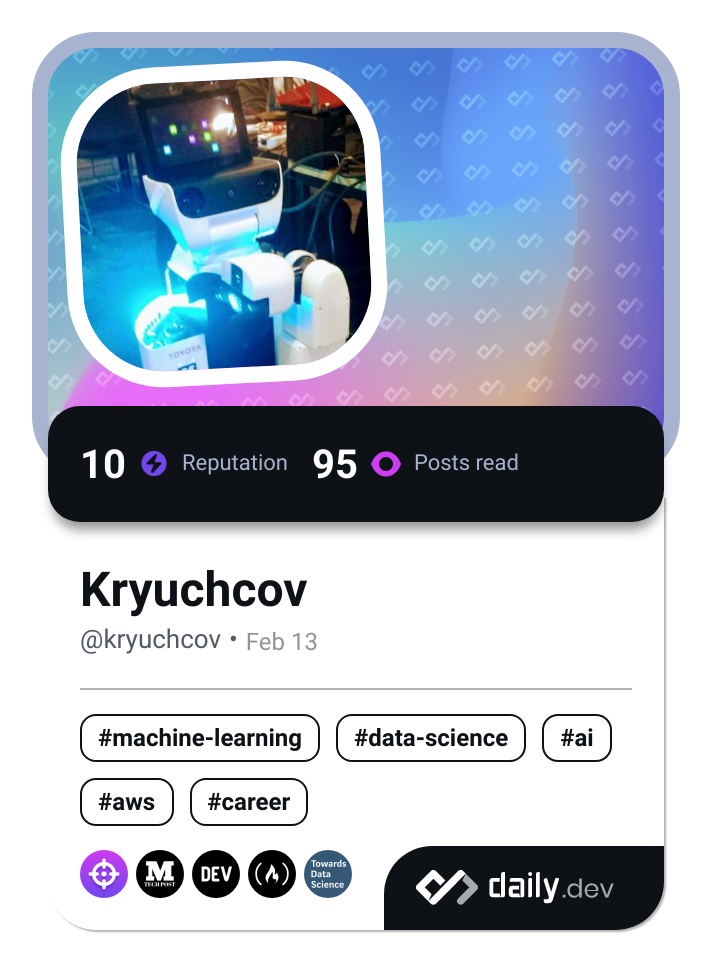 TOYOTA
10 Reputation 95 Posts read
Kryuchcov
@kryuchcov • Feb 13
#machine-learning #data-science #ai
#aws #career
M
TECH POST
DEV
Towards
Data
Science
daily.dev